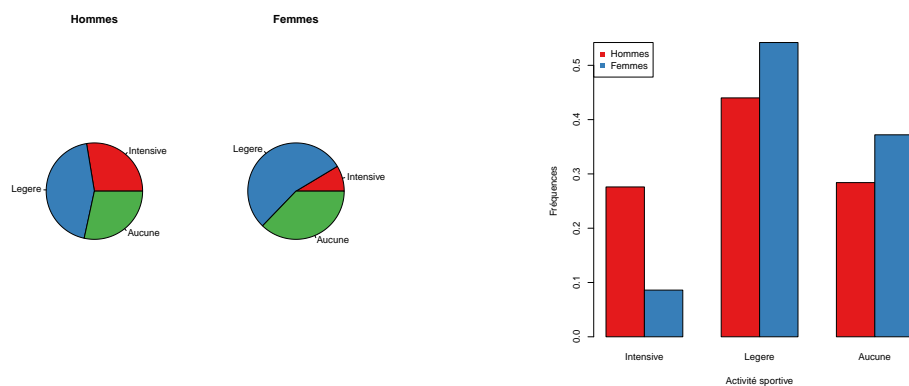 Hommes
Intensive
Legere
Aucune
Femmes
Legere
Intensive
Aucune
Hommes
Femmes
Fréquences
0.0
0.1
0.2
0.3
0.4
0.5
Intensive
Legere
Aucune
Activité sportive